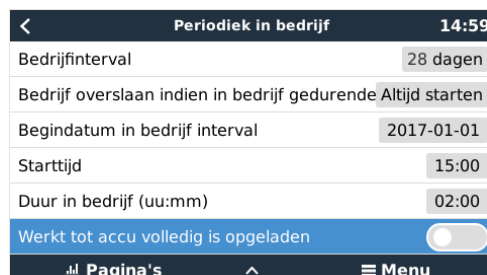 Periodiek in bedrijf 14:59
Bedrijfinterval 28 dagen
Bedrijf overslaan indien in bedrijf gedurende Altijd starten
Begindatum in bedrijf interval 2017-01-01
Starttijd 15:00
Duur in bedrijf (uu:mm) 02:00
Werkt tot accu volledig is opgeladen
Pagina's Menu